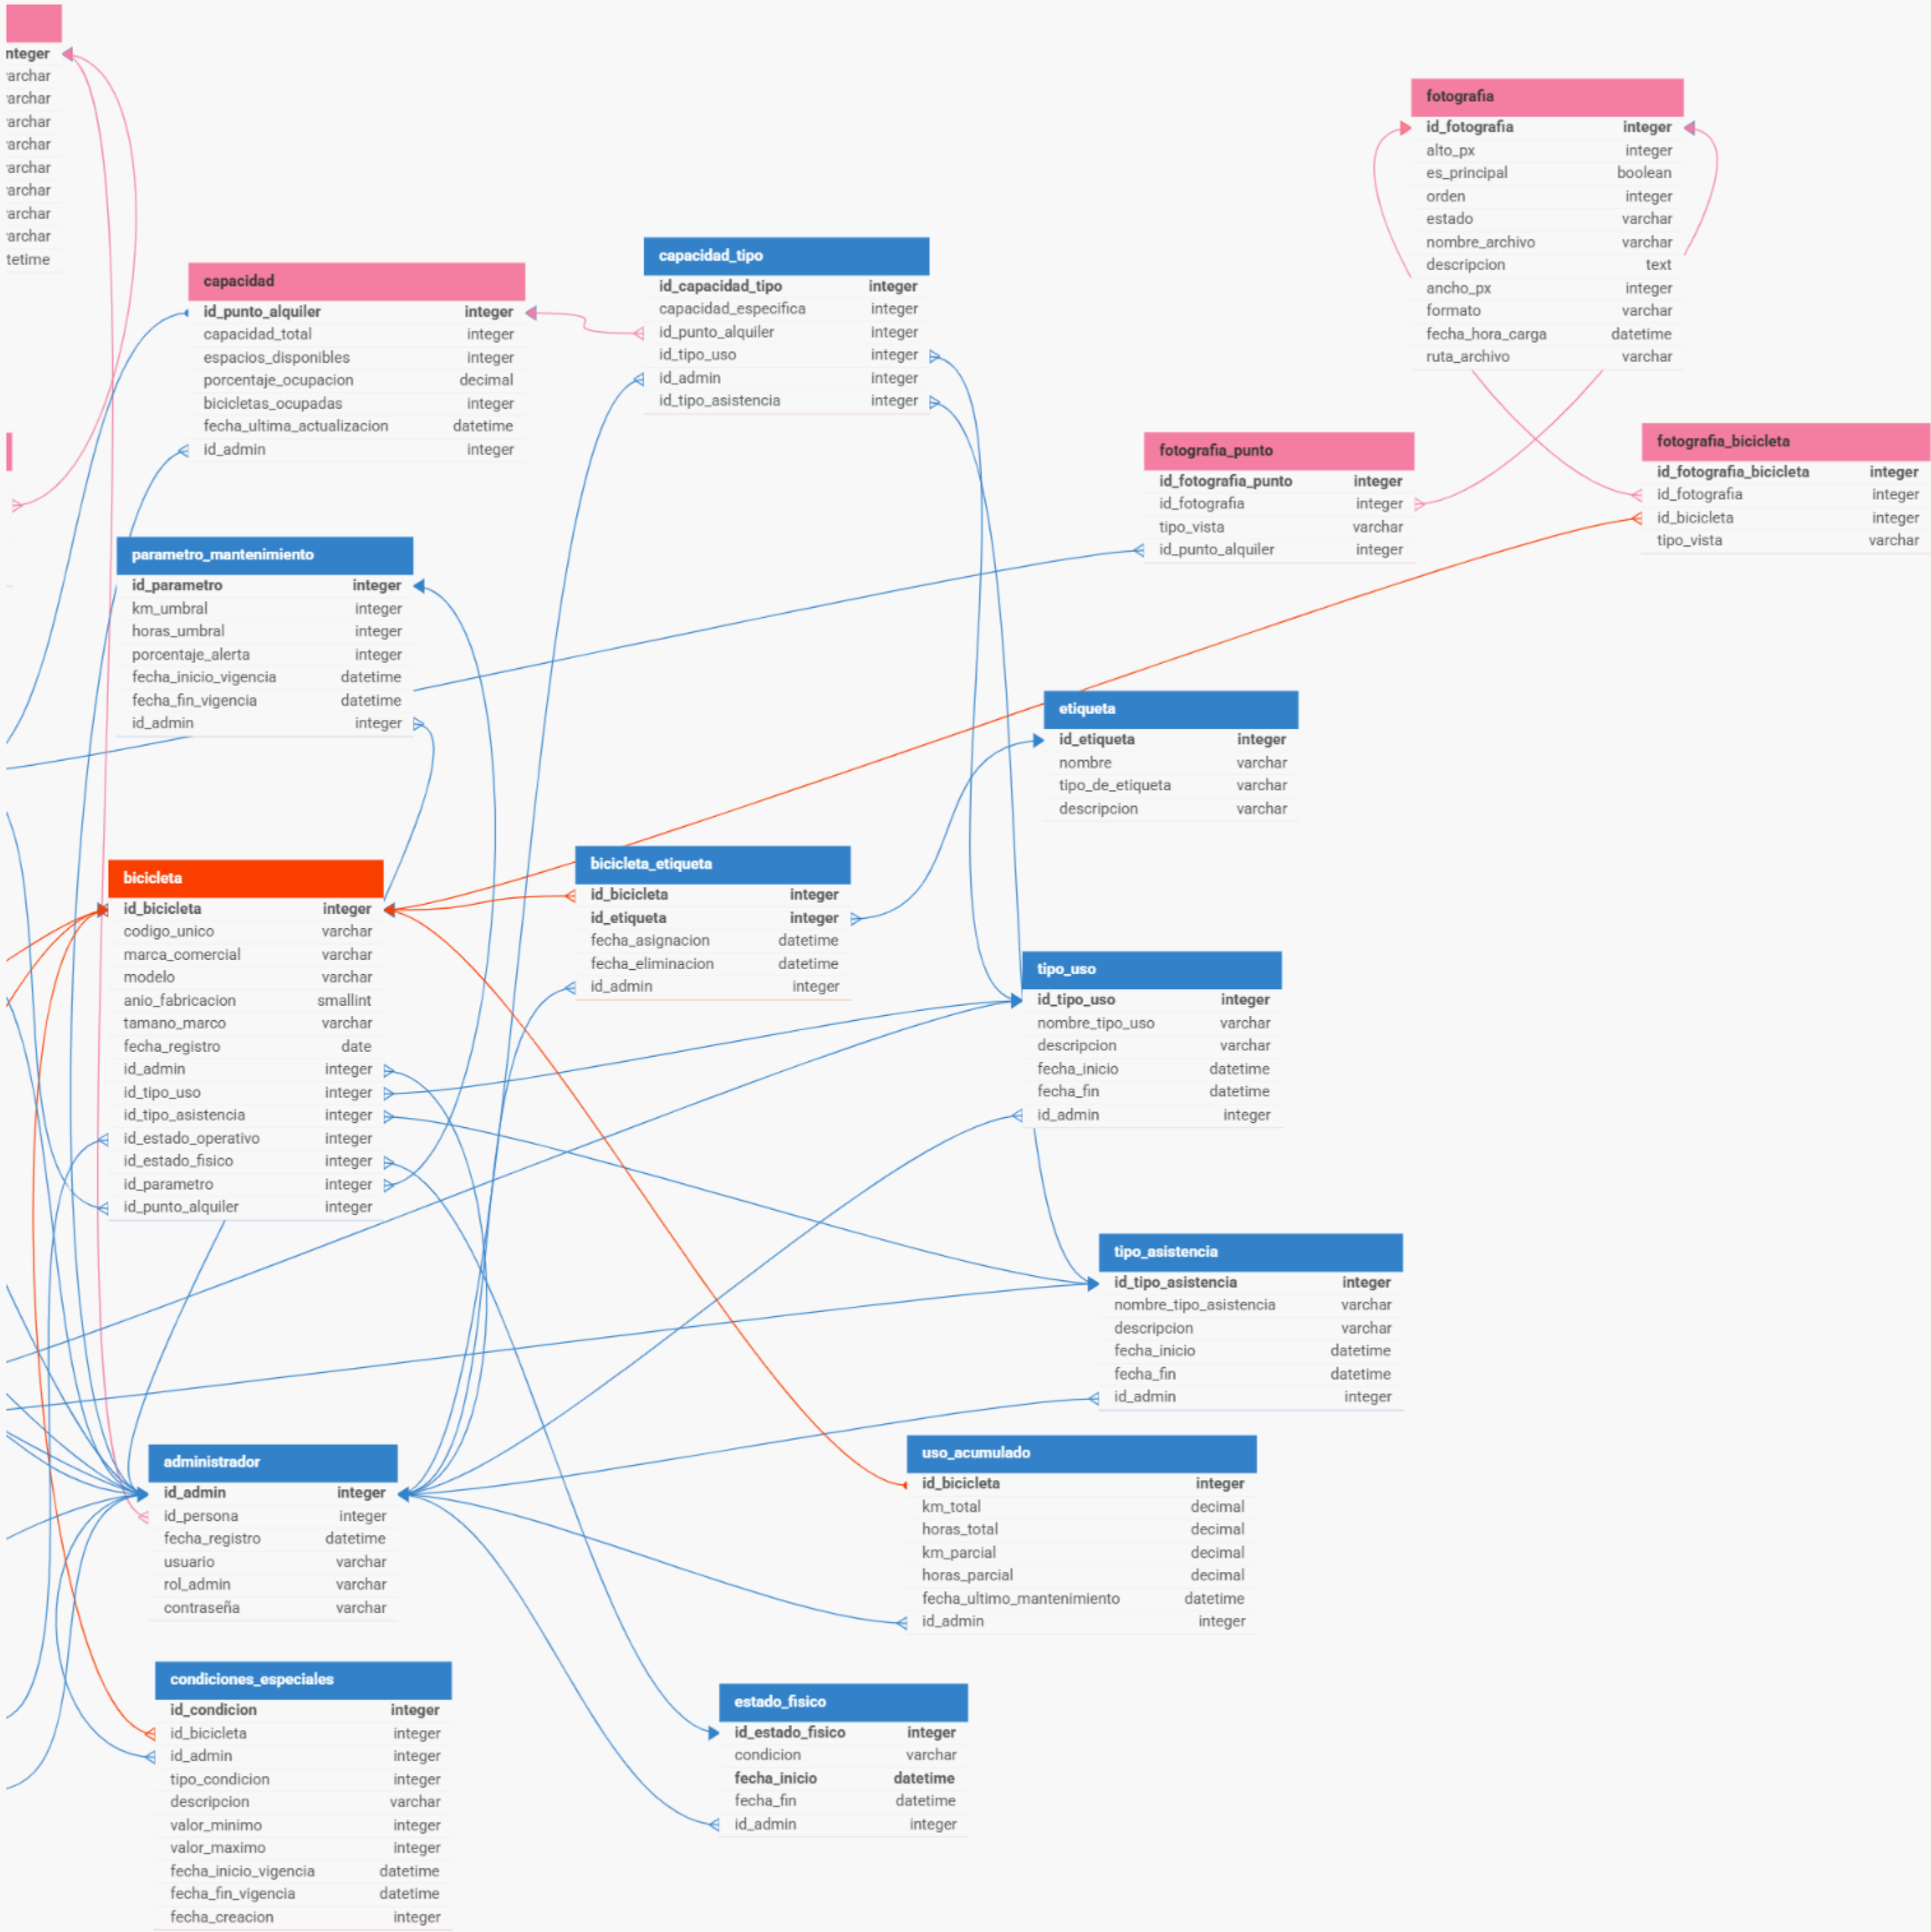 nteger
archar
archar
archar
archar
archar
archar
archar
archar
tetime
fotografia
id_fotografia integer
alto_px integer
es_principal boolean
orden integer
estado varchar
nombre_archivo varchar
descripcion text
ancho_px integer
formato varchar
fecha_hora_carga datetime
ruta_archivo varchar
capacidad_tipo
id_capacidad_tipo integer
capacidad_especifica integer
id_punto_alquiler integer
id_tipo_uso integer
id_admin integer
id_tipo_asistencia integer
capacidad
id_punto_alquiler integer
capacidad_total integer
espacios_disponibles integer
porcentaje_ocupacion decimal
bicicletas_ocupadas integer
fecha_ultima_actualizacion datetime
id_admin integer
fotografia_punto
id_fotografia_punto integer
id_fotografia integer
tipo_vista varchar
id_punto_alquiler integer
fotografia_bicicleta
id_fotografia_bicicleta integer
id_fotografia integer
id_bicicleta integer
tipo_vista varchar
parametro_mantenimiento
id_parametro integer
km_umbral integer
horas_umbral integer
porcentaje_alerta integer
fecha_inicio_vigencia datetime
fecha_fin_vigencia datetime
id_admin integer
etiqueta
id_etiqueta integer
nombre varchar
tipo_de_etiqueta varchar
descripcion varchar
bicicleta
id_bicicleta integer
codigo_unico varchar
marca_comercial varchar
modelo varchar
anio_fabricacion smallint
tamano_marco varchar
fecha_registro date
id_admin integer
id_tipo_uso integer
id_tipo_asistencia integer
id_estado_operativo integer
id_estado_fisico integer
id_parametro integer
id_punto_alquiler integer
bicicleta_etiqueta
id_bicicleta integer
id_etiqueta integer
fecha_asignacion datetime
fecha_eliminacion datetime
id_admin integer
tipo_uso
id_tipo_uso integer
nombre_tipo_uso varchar
descripcion varchar
fecha_inicio datetime
fecha_fin datetime
id_admin integer
tipo_asistencia
id_tipo_asistencia integer
nombre_tipo_asistencia varchar
descripcion varchar
fecha_inicio datetime
fecha_fin datetime
id_admin integer
administrador
id_admin integer
id_persona integer
fecha_registro datetime
usuario varchar
rol_admin varchar
contraseña varchar
uso_acumulado
id_bicicleta integer
km_total decimal
horas_total decimal
km_parcial decimal
horas_parcial decimal
fecha_ultimo_mantenimiento datetime
id_admin integer
condiciones_especiales
id_condicion integer
id_bicicleta integer
id_admin integer
tipo_condicion integer
descripcion varchar
valor_minimo integer
valor_maximo integer
fecha_inicio_vigencia datetime
fecha_fin_vigencia datetime
fecha_creacion integer
estado_fisico
id_estado_fisico integer
condicion varchar
fecha_inicio datetime
fecha_fin datetime
id_admin integer